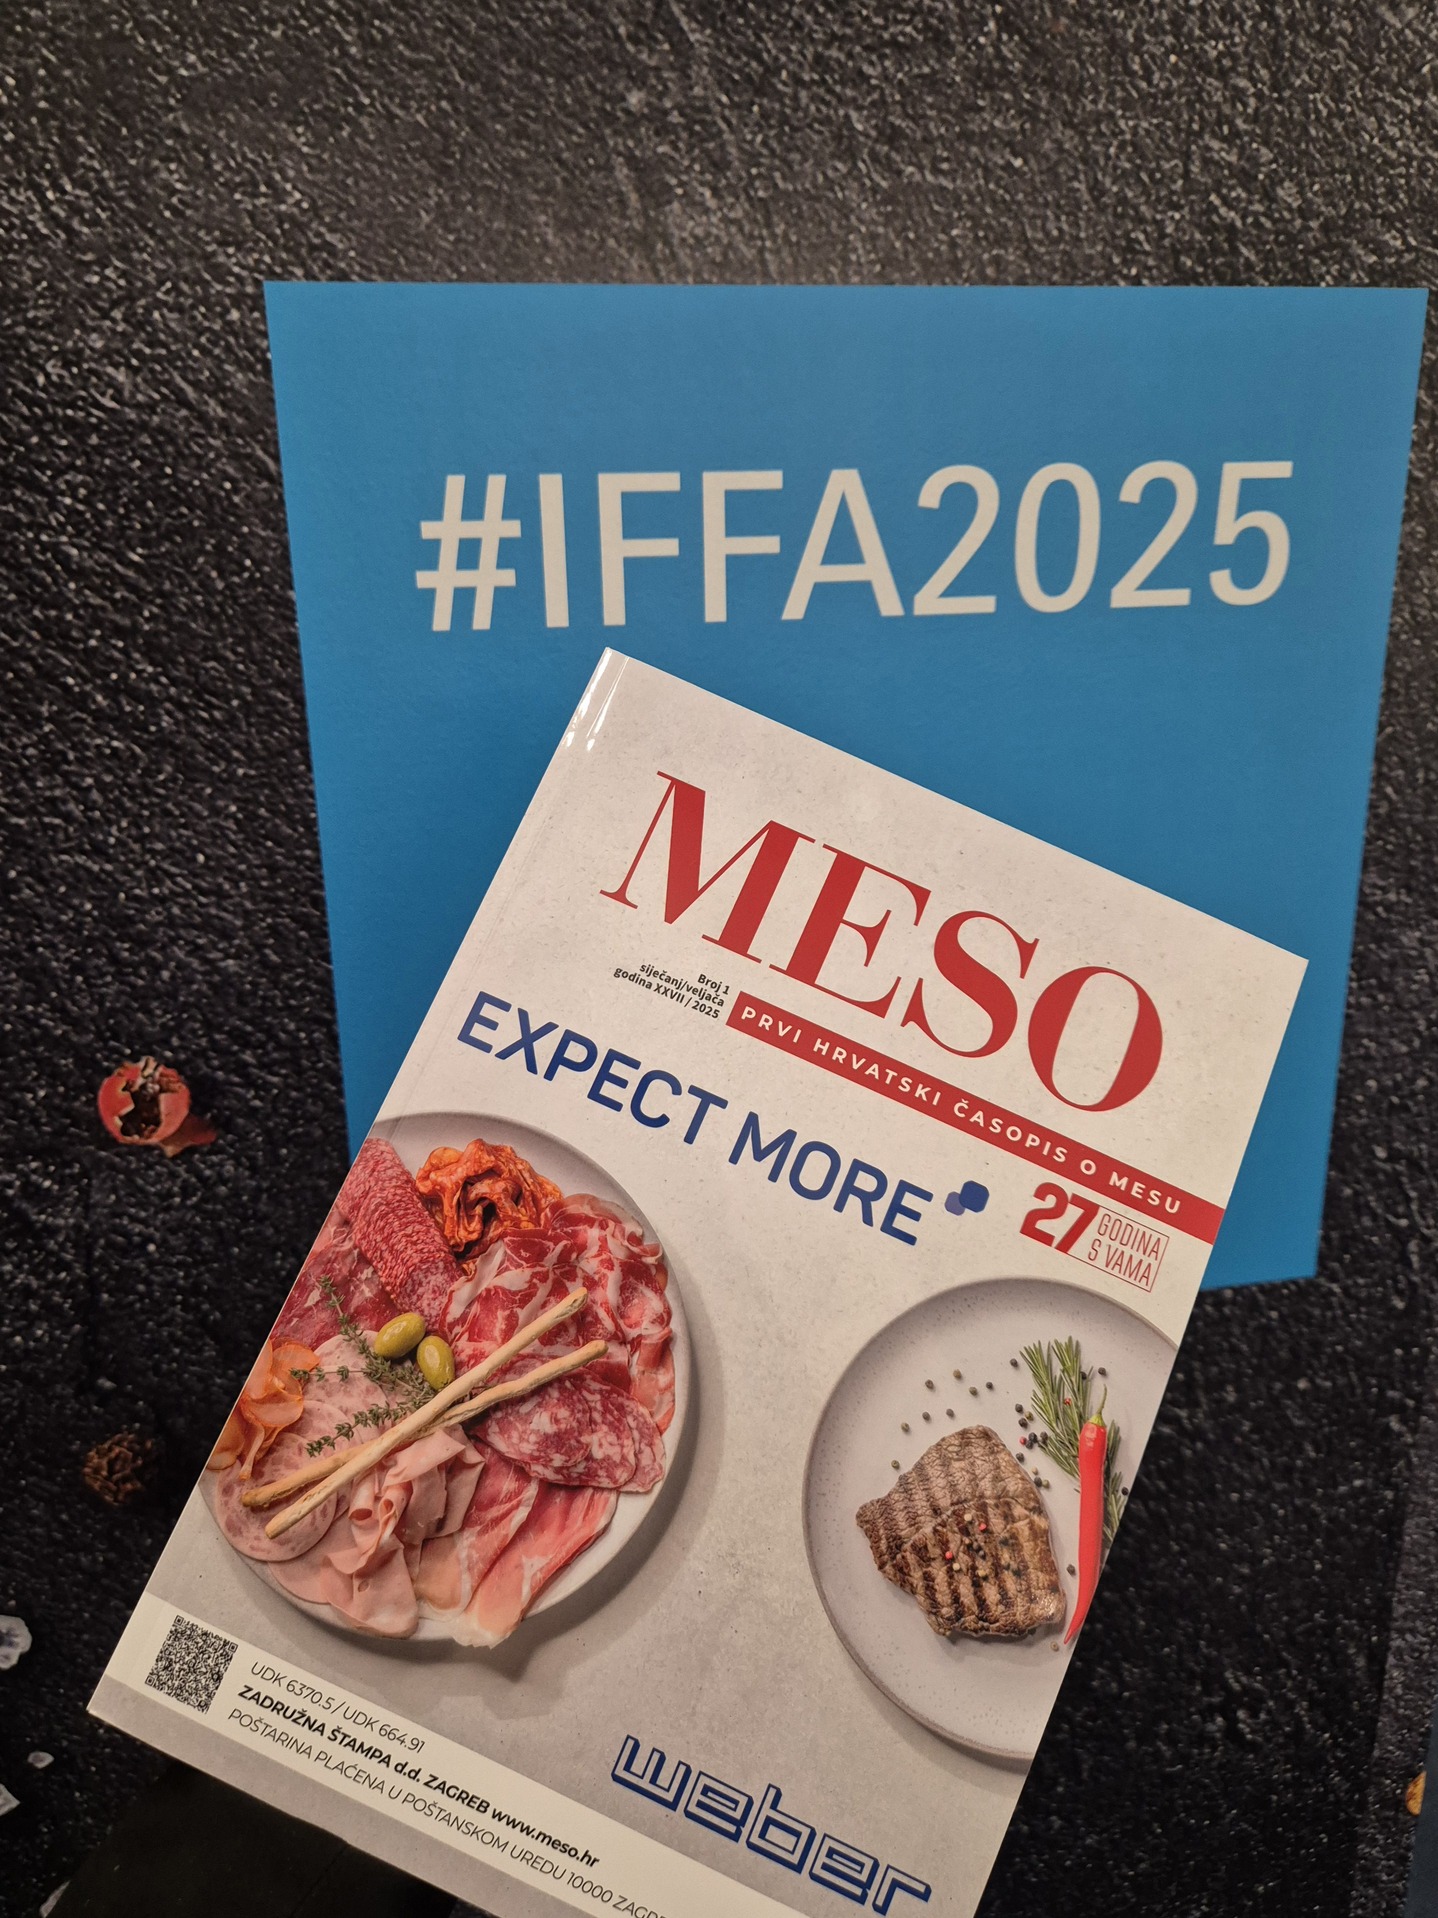 #IFFA2025
MESO
Broj 1
siječanj/veljača
godina XXVII / 2025
PRVI HRVATSKI ČASOPIS O MESU
EXPECT MORE
27 GODINA
S VAMA
UDK 6370.5 / UDK 664.91
ZADRUŽNA ŠTAMPA d.d. ZAGREB www.meso.hr
POŠTARINA PLAĆENA U POŠTANSKOM UREDU 10000
weber